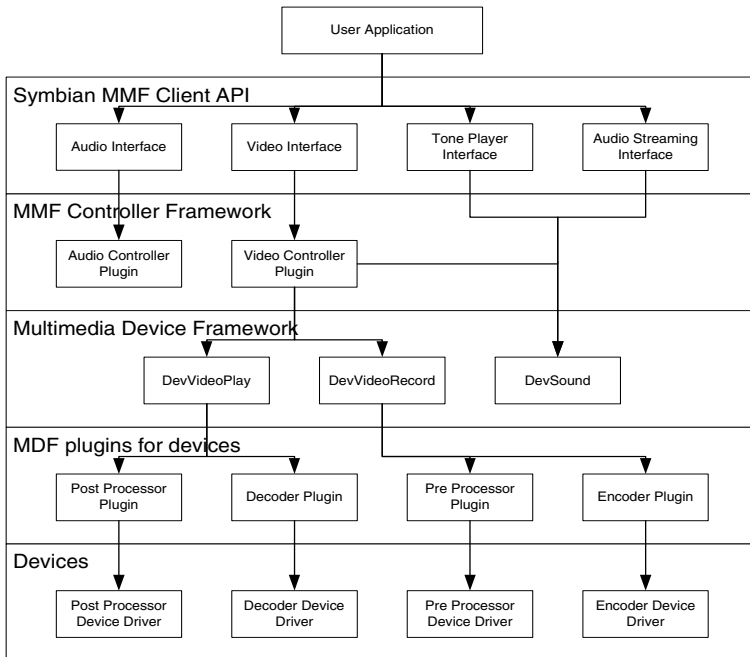 User Application
Symbian MMF Client API
Audio Interface
Video Interface
Tone Player
Interface
Audio Streaming
Interface
MMF Controller Framework
Audio Controller
Plugin
Video Controller
Plugin
Multimedia Device Framework
DevVideoPlay
DevVideoRecord
DevSound
MDF plugins for devices
Post Processor
Plugin
Decoder Plugin
Pre Processor
Plugin
Encoder Plugin
Devices
Post Processor
Device Driver
Decoder Device
Driver
Pre Processor
Device Driver
Encoder Device
Driver